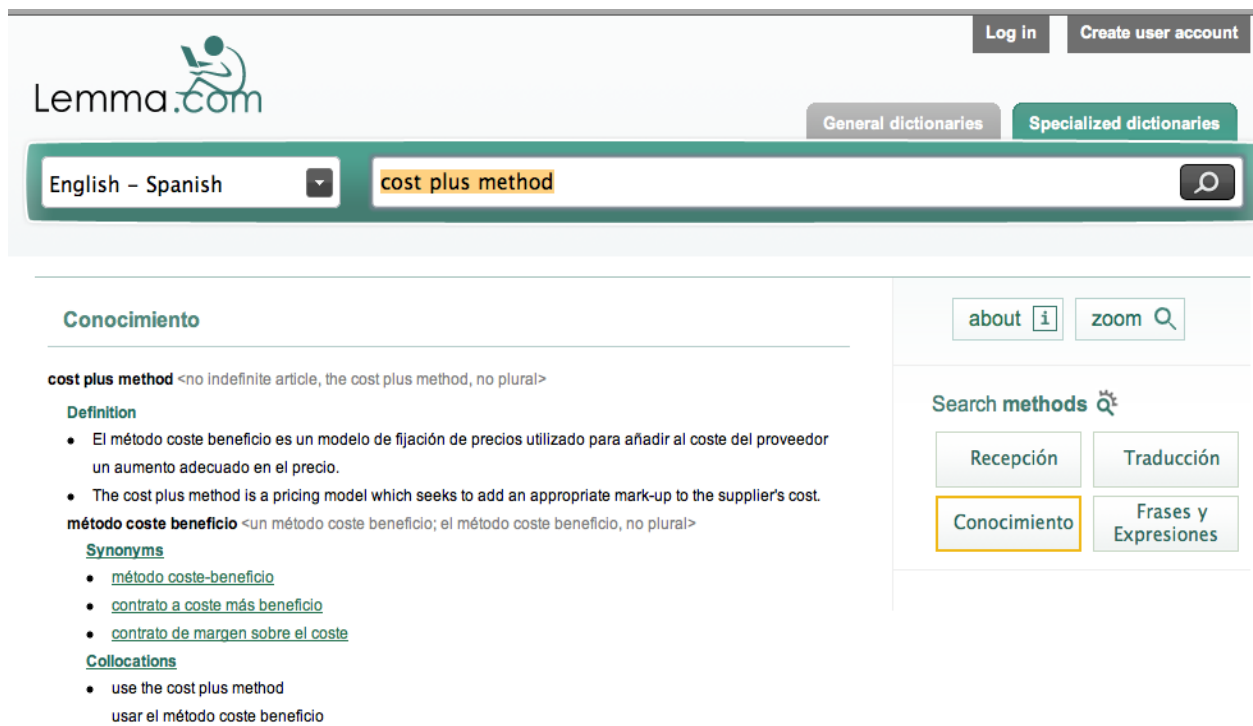 Log in
Create user account
Lemma.com
General dictionaries
Specialized dictionaries
English – Spanish
cost plus method
Conocimiento
cost plus method <no indefinite article, the cost plus method, no plural>
Definition
• El método coste beneficio es un modelo de fijación de precios utilizado para añadir al coste del proveedor
un aumento adecuado en el precio.
• The cost plus method is a pricing model which seeks to add an appropriate mark-up to the supplier's cost.
método coste beneficio <un método coste beneficio; el método coste beneficio, no plural>
Synonyms
• método coste-beneficio
• contrato a coste más beneficio
• contrato de margen sobre el coste
Collocations
• use the cost plus method
usar el método coste beneficio
about i
zoom
Search methods
Recepción
Traducción
Conocimiento
Frases y
Expresiones